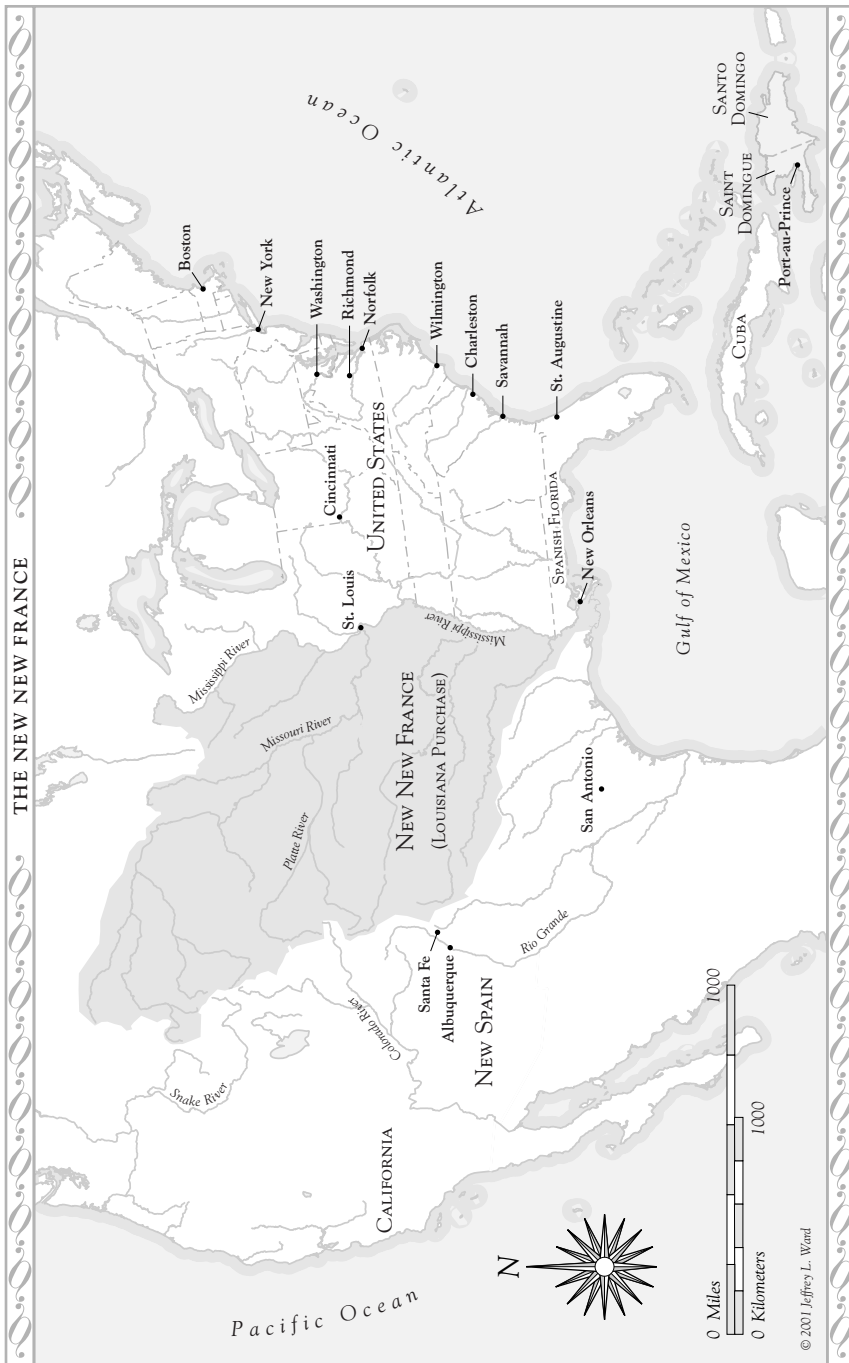 THE NEW NEW FRANCE
Boston
New York
Washington
Richmond
Norfolk
Wilmington
Charleston
Savannah
St. Augustine
Atlantic Ocean
Cincinnati
UNITED STATES
St. Louis
Mississippi River
Mississippi River
Missouri River
Platte River
NEW NEW FRANCE
(LOUISIANA PURCHASE)
SPANISH FLORIDA
New Orleans
Gulf of Mexico
CUBA
SAINT
DOMINGUE
SANTO
DOMINGO
Port-au-Prince
San Antonio
Rio Grande
Santa Fe
Albuquerque
NEW SPAIN
Colorado River
Snake River
CALIFORNIA
Pacific Ocean
N
0 Miles
1000
0 Kilometers
1000
© 2001 Jeffrey L. Ward